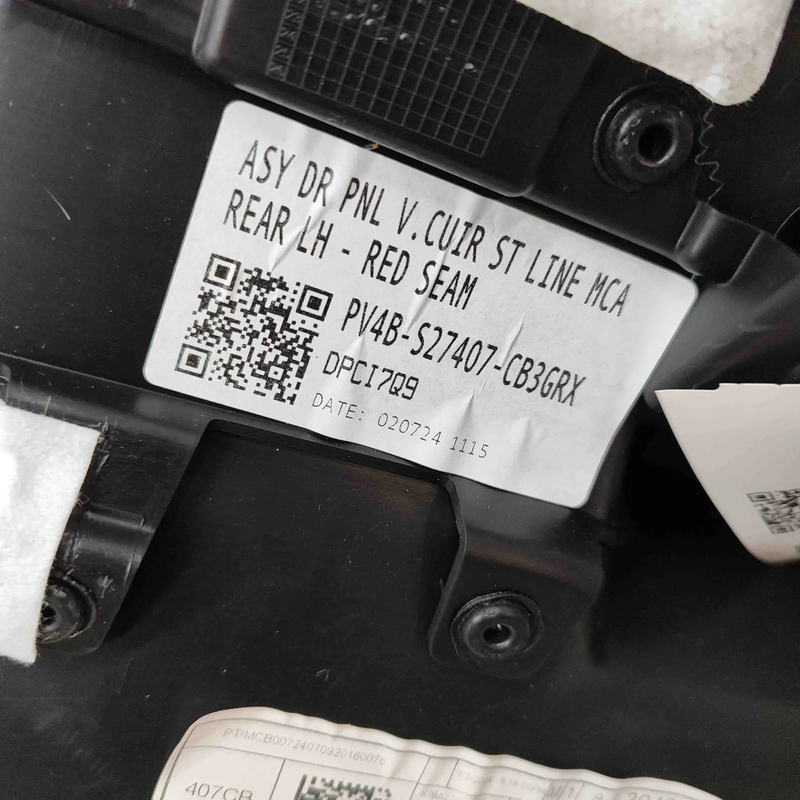 ASY DR PNL V.CUIR ST LINE MCA
REAR LH - RED SEAM
PV4B-S27407-CB3GRX
DPCI7Q9
DATE: 020724 1115
407CB